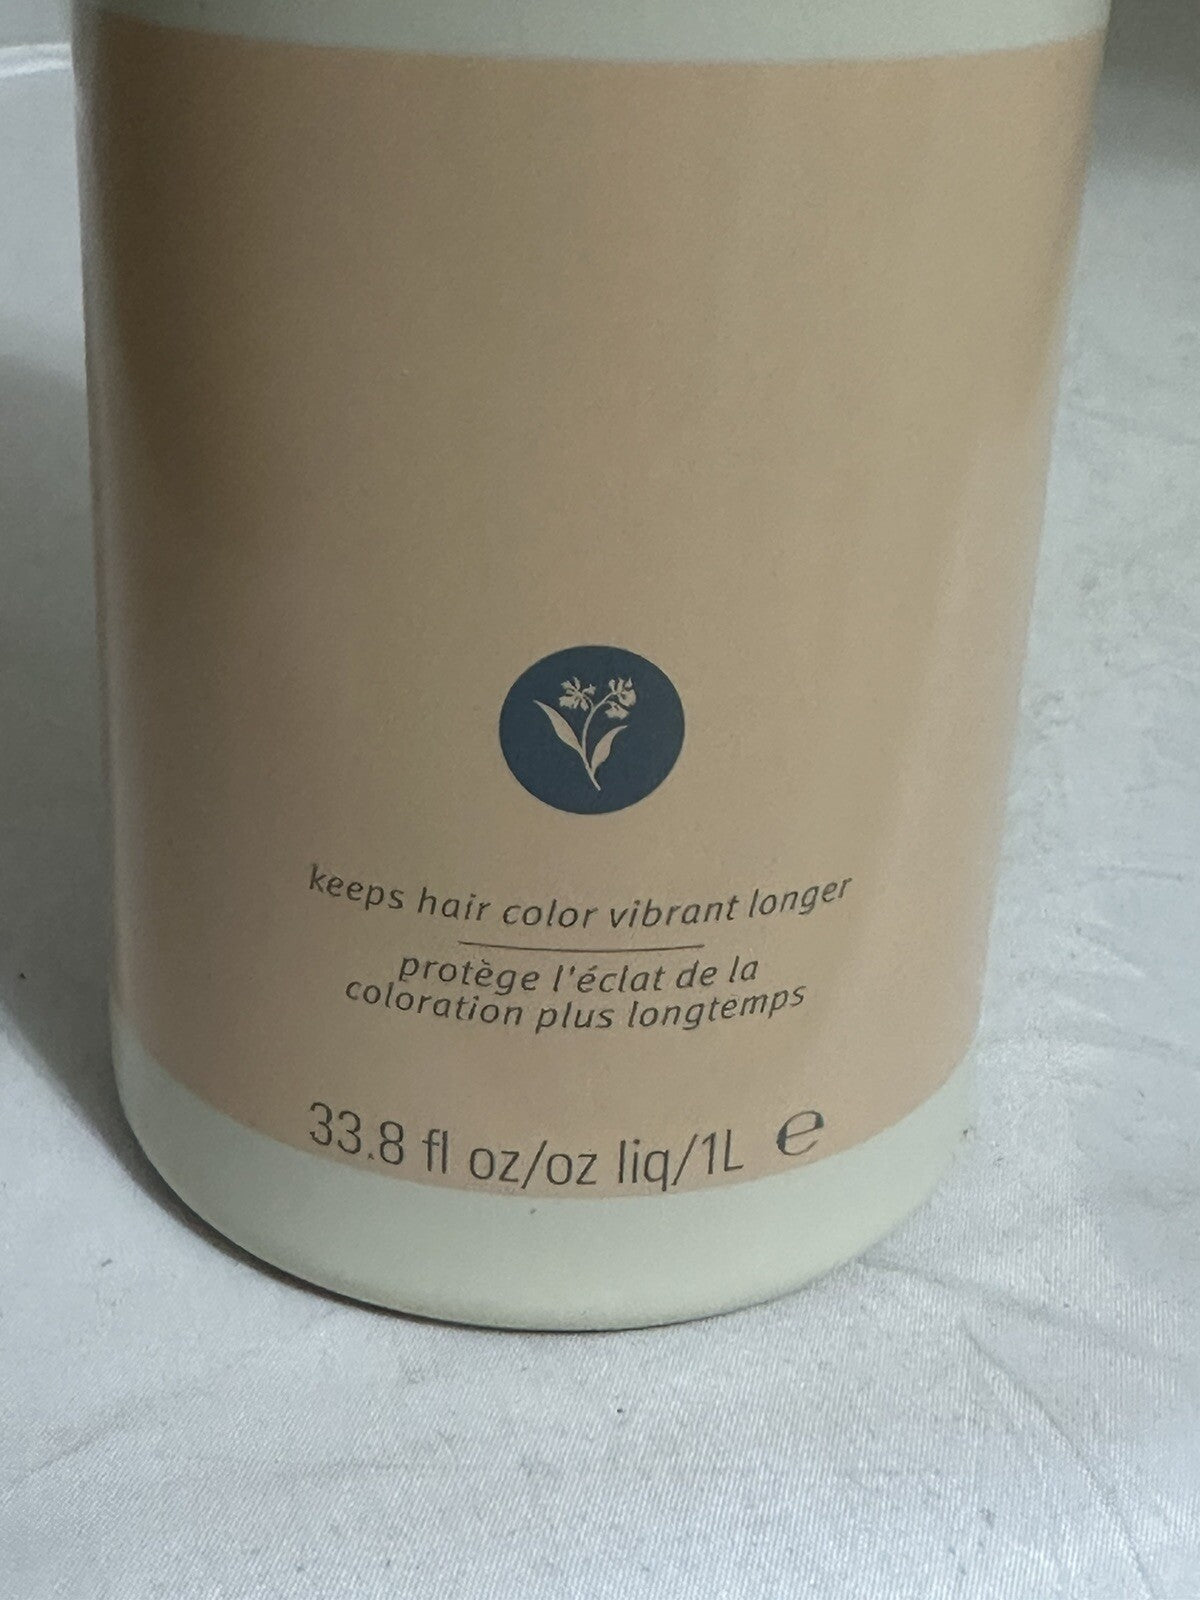 keeps hair color vibrant longer
protège l'éclat de la
coloration plus longtemps
33.8 fl oz/oz liq/1L ℮